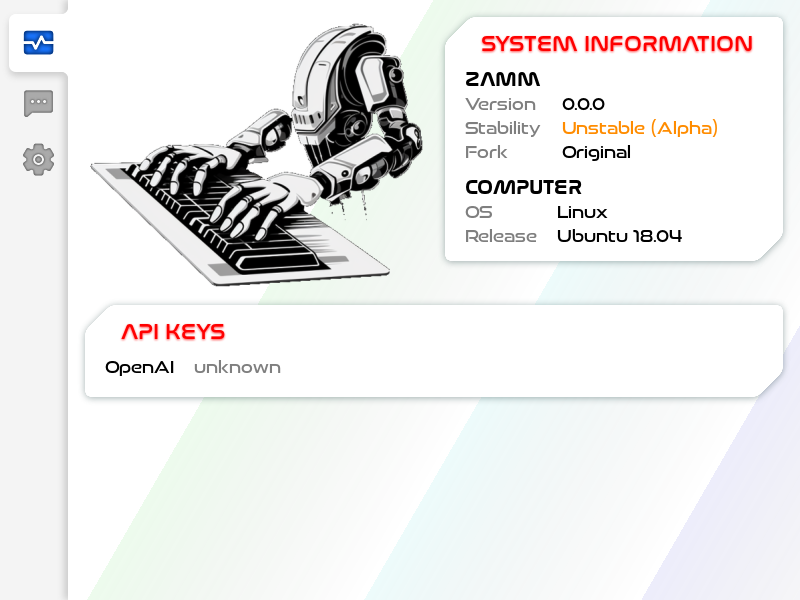 SYSTEM INFORMATION
ZAMM
Version 0.0.0
Stability Unstable (Alpha)
Fork Original
COMPUTER
OS Linux
Release Ubuntu 18.04
API KEYS
OpenAI unknown